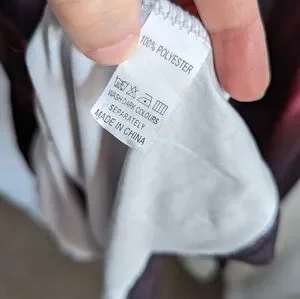 100% POLYESTER
WASH DARK COLOURS
SEPARATELY
MADE IN CHINA